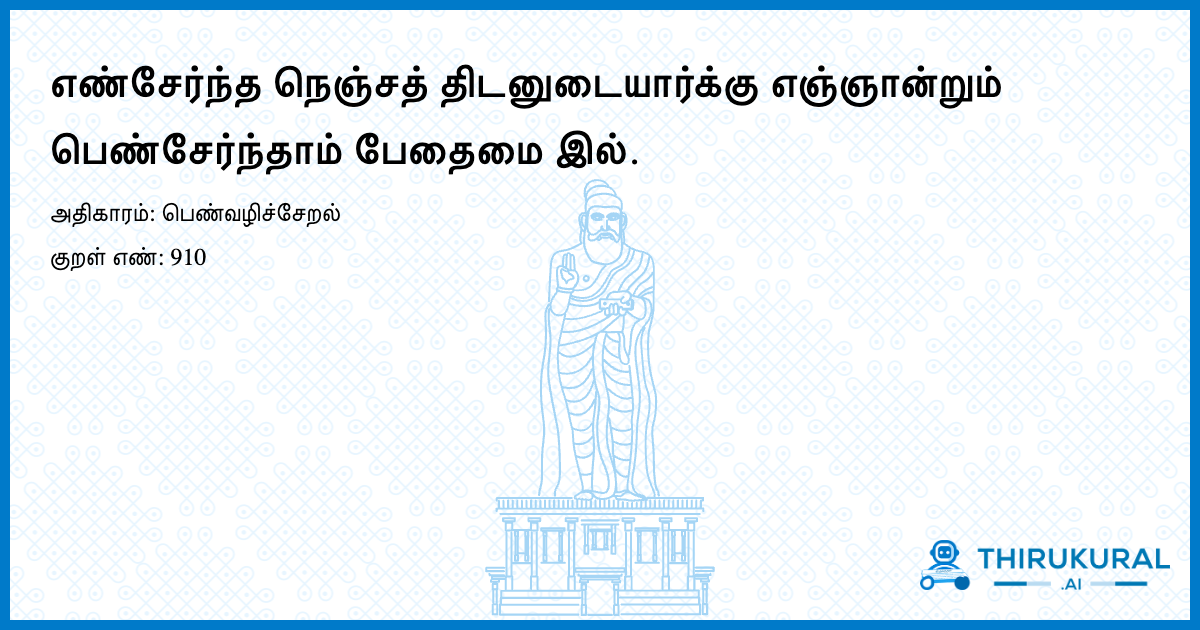 எண்சேர்ந்த நெஞ்சத் திடனுடையார்க்கு எஞ்ஞான்றும்
பெண்சேர்ந்தாம் பேதைமை இல்.
அதிகாரம்: பெண்வழிச்சேறல்
குறள் எண்: 910
THIRUKURAL
.AI